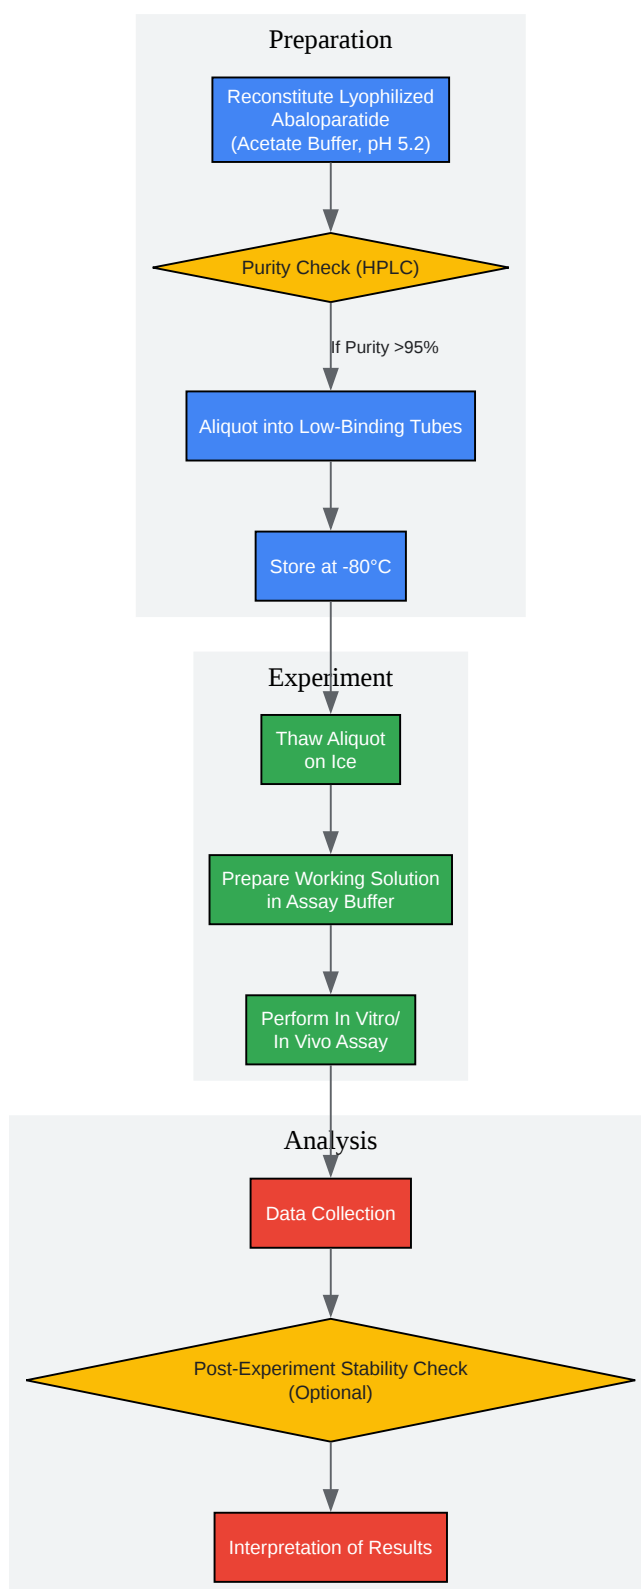 Preparation
Reconstitute Lyophilized
Abaloparatide
(Acetate Buffer, pH 5.2)
Purity Check (HPLC)
If Purity >95%
Aliquot into Low-Binding Tubes
Store at -80°C
Experiment
Thaw Aliquot
on Ice
Prepare Working Solution
in Assay Buffer
Perform In Vitro/
In Vivo Assay
Analysis
Data Collection
Post-Experiment Stability Check
(Optional)
Interpretation of Results